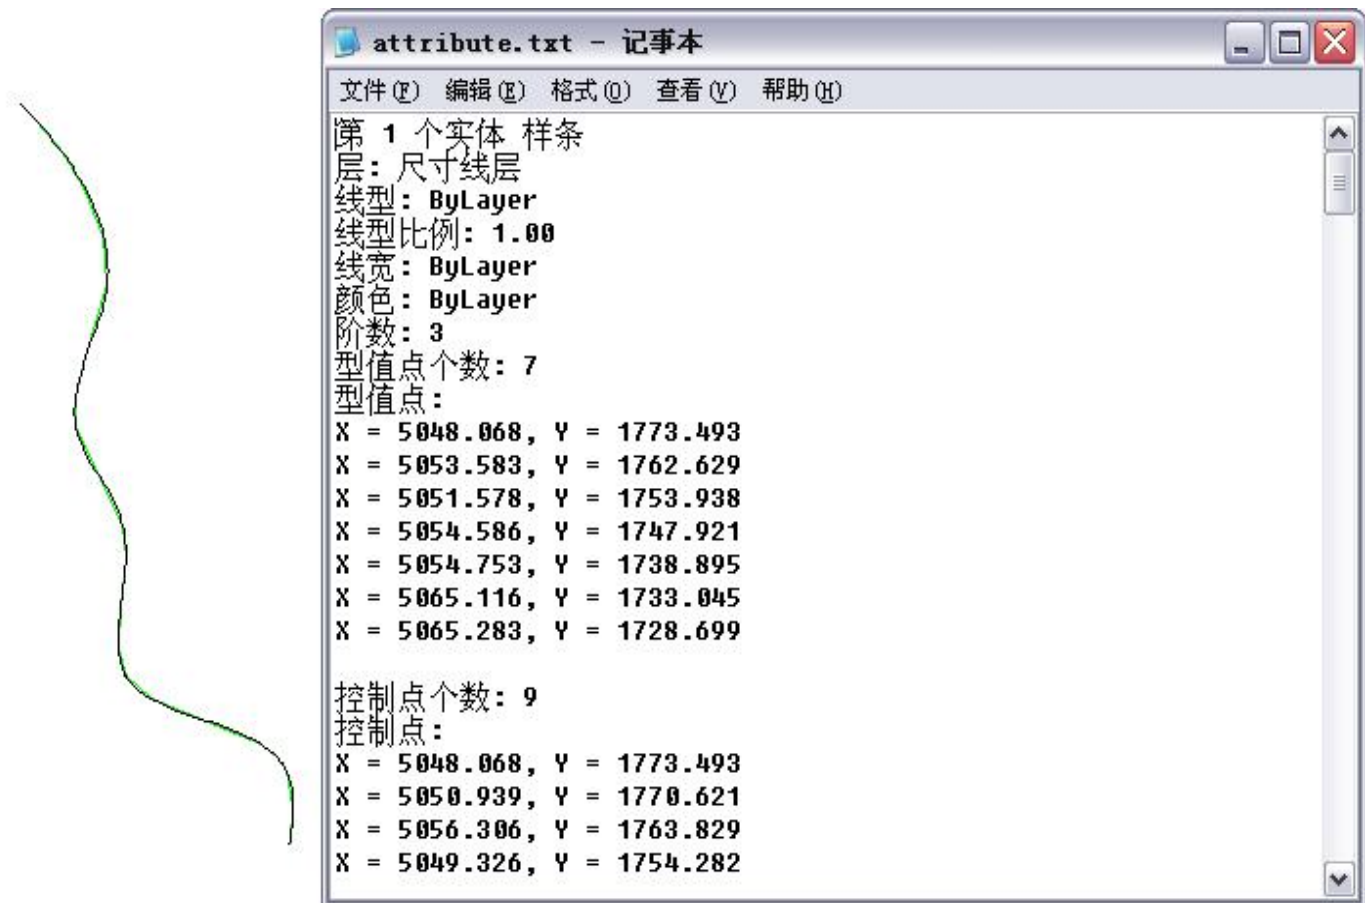 attribute.txt - 记事本
文件(F) 编辑(E) 格式(O) 查看(V) 帮助(H)
第 1 个实体 样条
层: 尺寸线层
线型: ByLayer
线型比例: 1.00
线宽: ByLayer
颜色: ByLayer
阶数: 3
型值点个数: 7
型值点:
X = 5048.068, Y = 1773.493
X = 5053.583, Y = 1762.629
X = 5051.578, Y = 1753.938
X = 5054.586, Y = 1747.921
X = 5054.753, Y = 1738.895
X = 5065.116, Y = 1733.045
X = 5065.283, Y = 1728.699
控制点个数: 9
控制点:
X = 5048.068, Y = 1773.493
X = 5050.939, Y = 1770.621
X = 5056.306, Y = 1763.829
X = 5049.326, Y = 1754.282